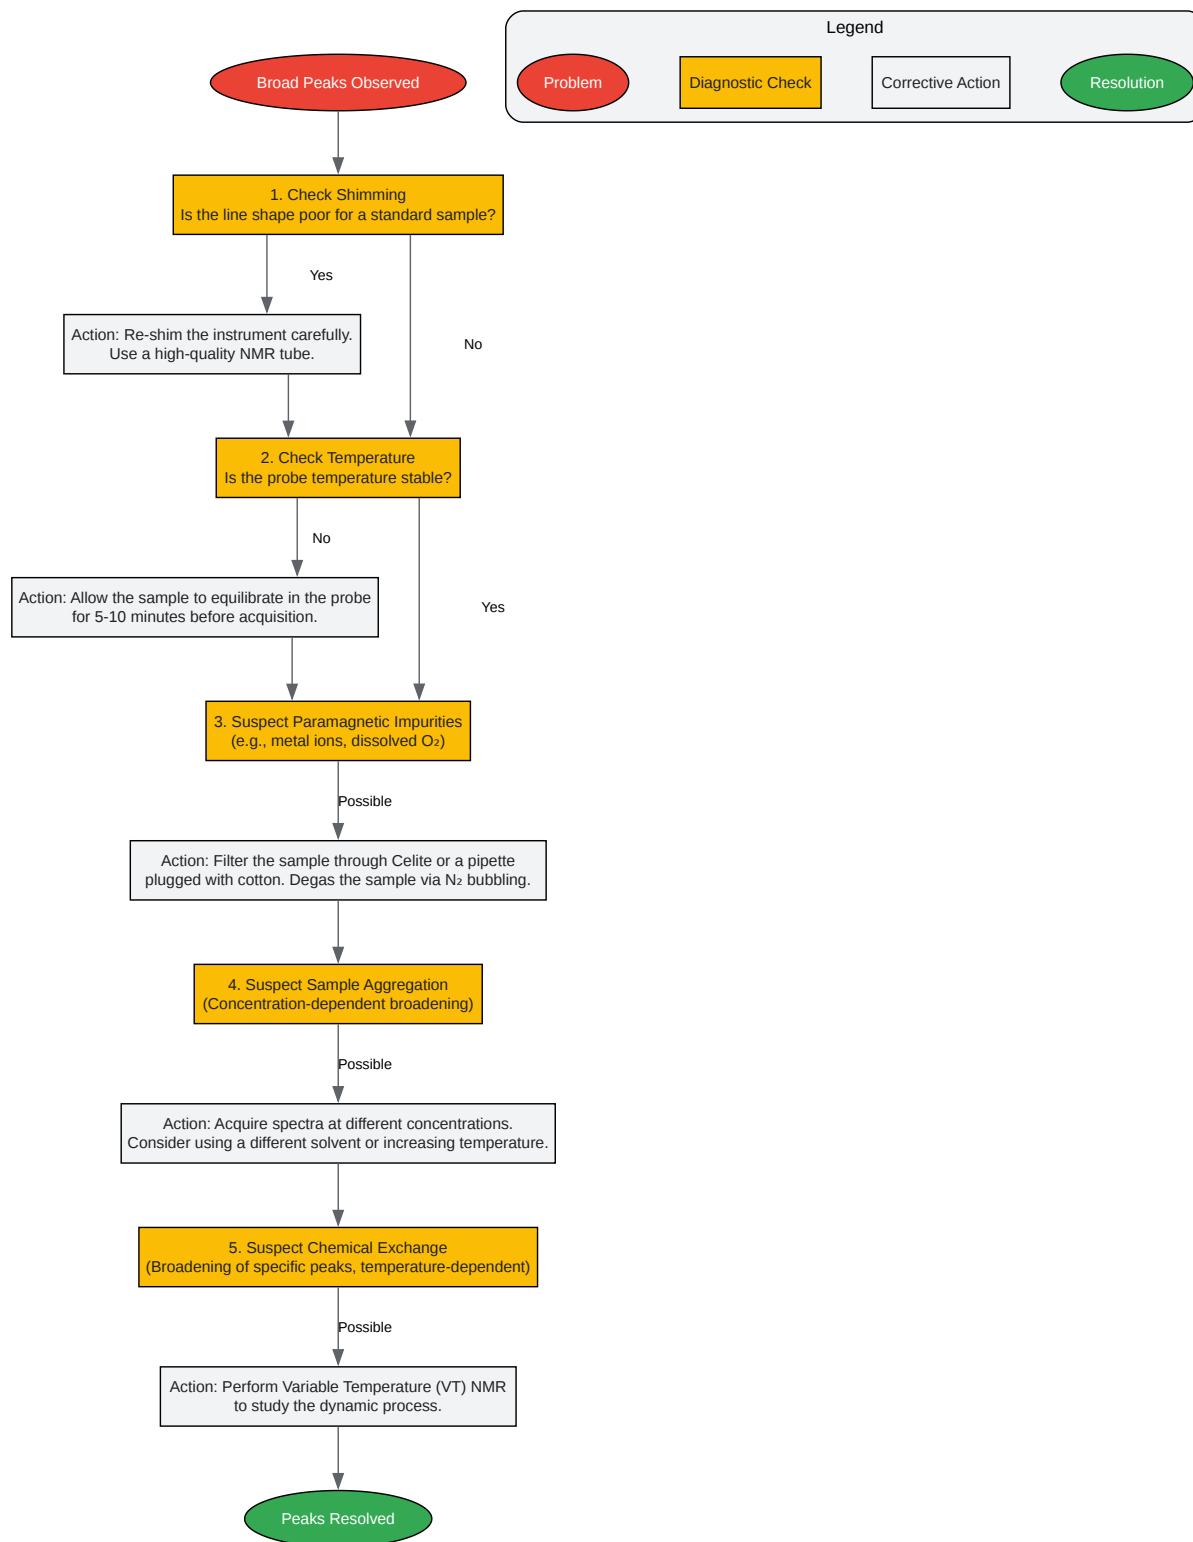 Legend
Broad Peaks Observed
Problem
Diagnostic Check
Corrective Action
Resolution
1. Check Shimming
Is the line shape poor for a standard sample?
Yes
Action: Re-shim the instrument carefully.
Use a high-quality NMR tube.
No
2. Check Temperature
Is the probe temperature stable?
No
Action: Allow the sample to equilibrate in the probe
for 5-10 minutes before acquisition.
Yes
3. Suspect Paramagnetic Impurities
(e.g., metal ions, dissolved O₂)
Possible
Action: Filter the sample through Celite or a pipette
plugged with cotton. Degas the sample via N₂ bubbling.
4. Suspect Sample Aggregation
(Concentration-dependent broadening)
Possible
Action: Acquire spectra at different concentrations.
Consider using a different solvent or increasing temperature.
5. Suspect Chemical Exchange
(Broadening of specific peaks, temperature-dependent)
Possible
Action: Perform Variable Temperature (VT) NMR
to study the dynamic process.
Peaks Resolved